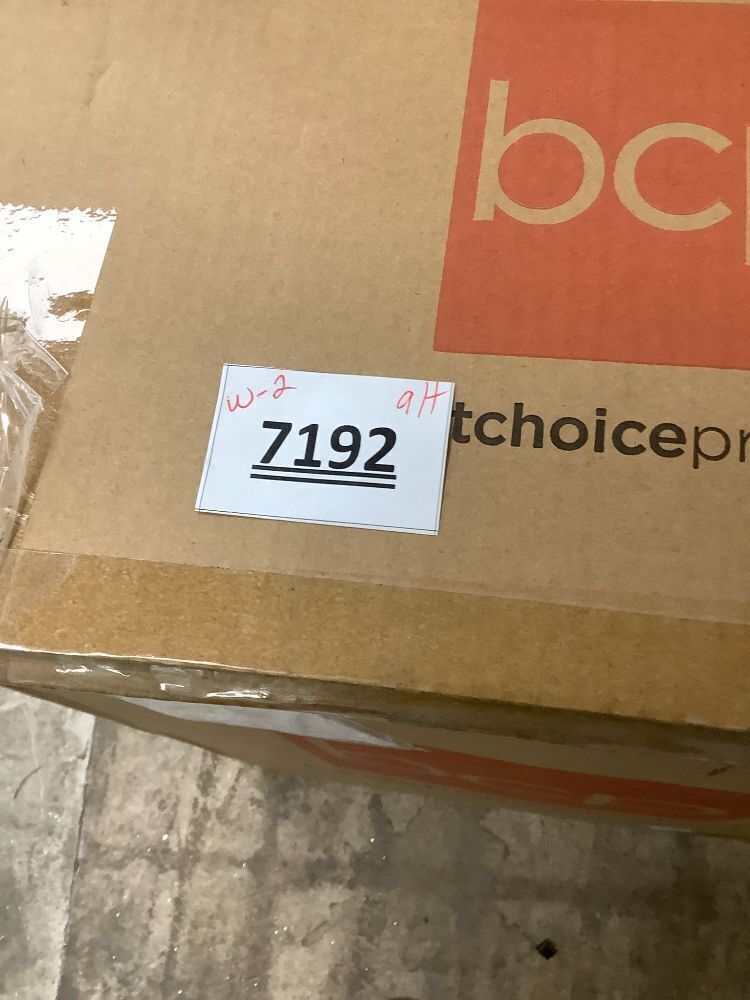 bc
W-2 9H
7192
tchoicepr